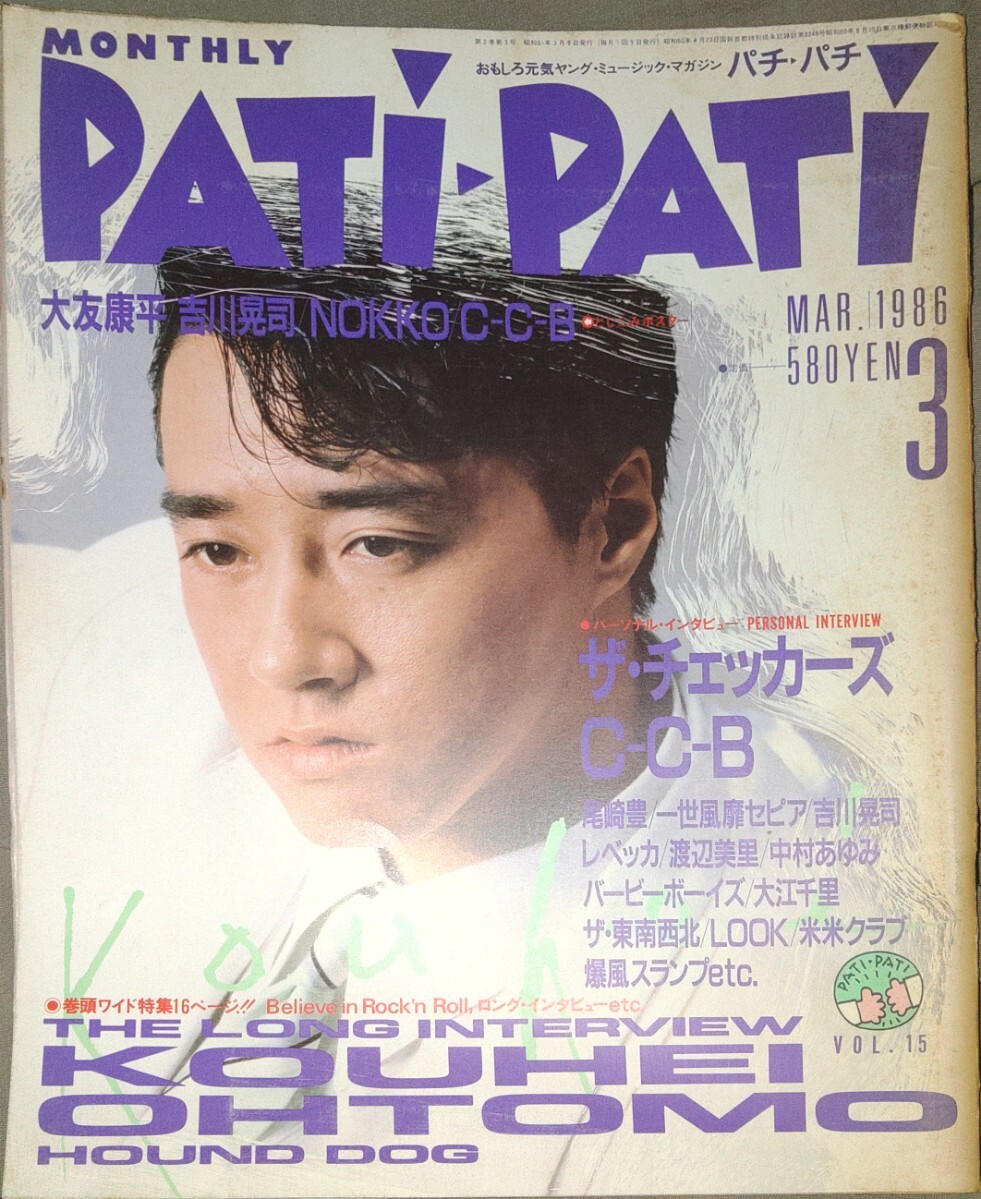 MONTHLY
おもしろ元気ヤング・ミュージック・マガジン パチ・パチ
PATi・PATi
大友康平 吉川晃司/NOKKO C-C-B
MAR. 1986
●定価 580YEN
3
●パーソナル・インタビュー PERSONAL INTERVIEW
ザ・チェッカーズ
C-C-B
尾崎豊/一世風靡セピア/吉川晃司
レベッカ/渡辺美里/中村あゆみ
バービーボーイズ/大江千里
ザ・東南西北/LOOK/米米クラブ
爆風スランプetc.
PATI・PATI
VOL.15
Kouhei
●巻頭ワイド特集16ページ!! Believe in Rock'n Roll, ロング・インタビューetc.
THE LONG INTERVIEW
KOUHEI
OHTOMO
HOUND DOG